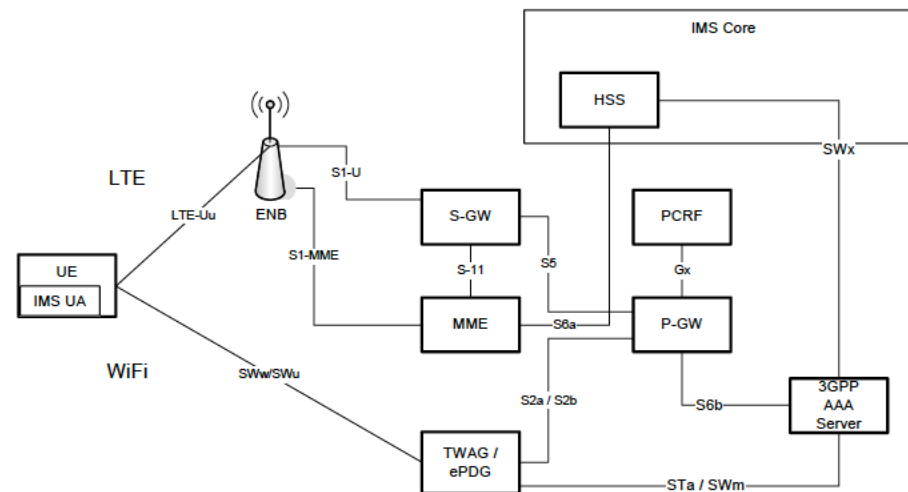 IMS Core
HSS
SWx
LTE
S1-U
ENB
LTE-Uu
S-GW
PCRF
S1-MME
S5
UE
S-11
Gx
IMS UA
MME
S6a
P-GW
WiFi
SWw/SWu
S2a / S2b
S6b
3GPP
AAA
Server
TWAG /
ePDG
STa / SWm